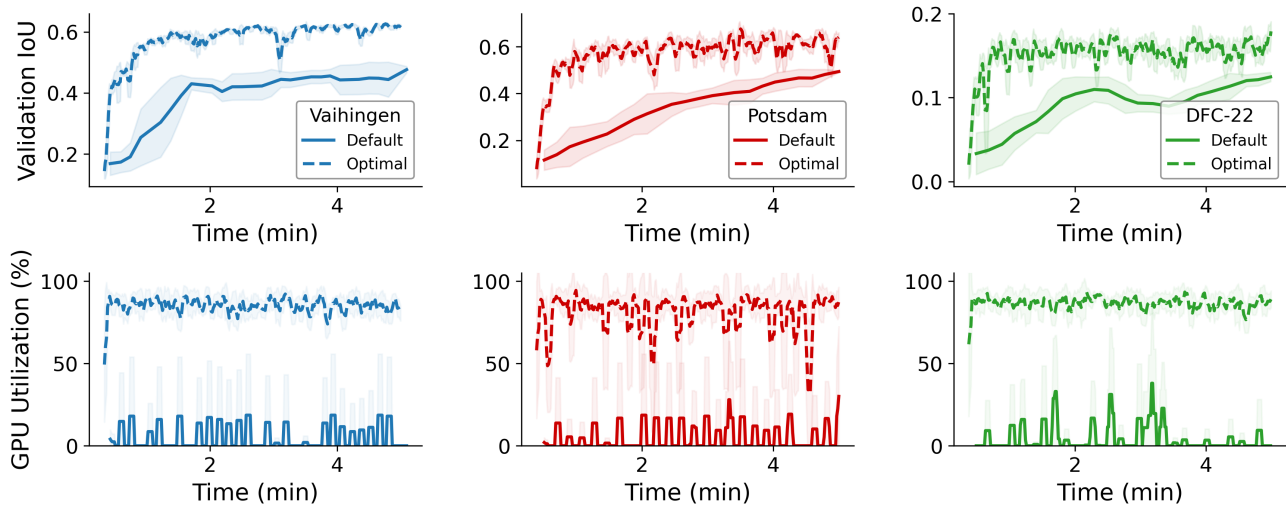 Validation IoU
0.6
0.4
0.2
Vaihingen
Default
Optimal
2
4
Time (min)
0.6
0.4
0.2
Potsdam
Default
Optimal
2
4
Time (min)
0.2
0.1
0.0
DFC-22
Default
Optimal
2
4
Time (min)
GPU Utilization (%)
100
50
0
2
4
Time (min)
100
50
0
2
4
Time (min)
100
50
0
2
4
Time (min)